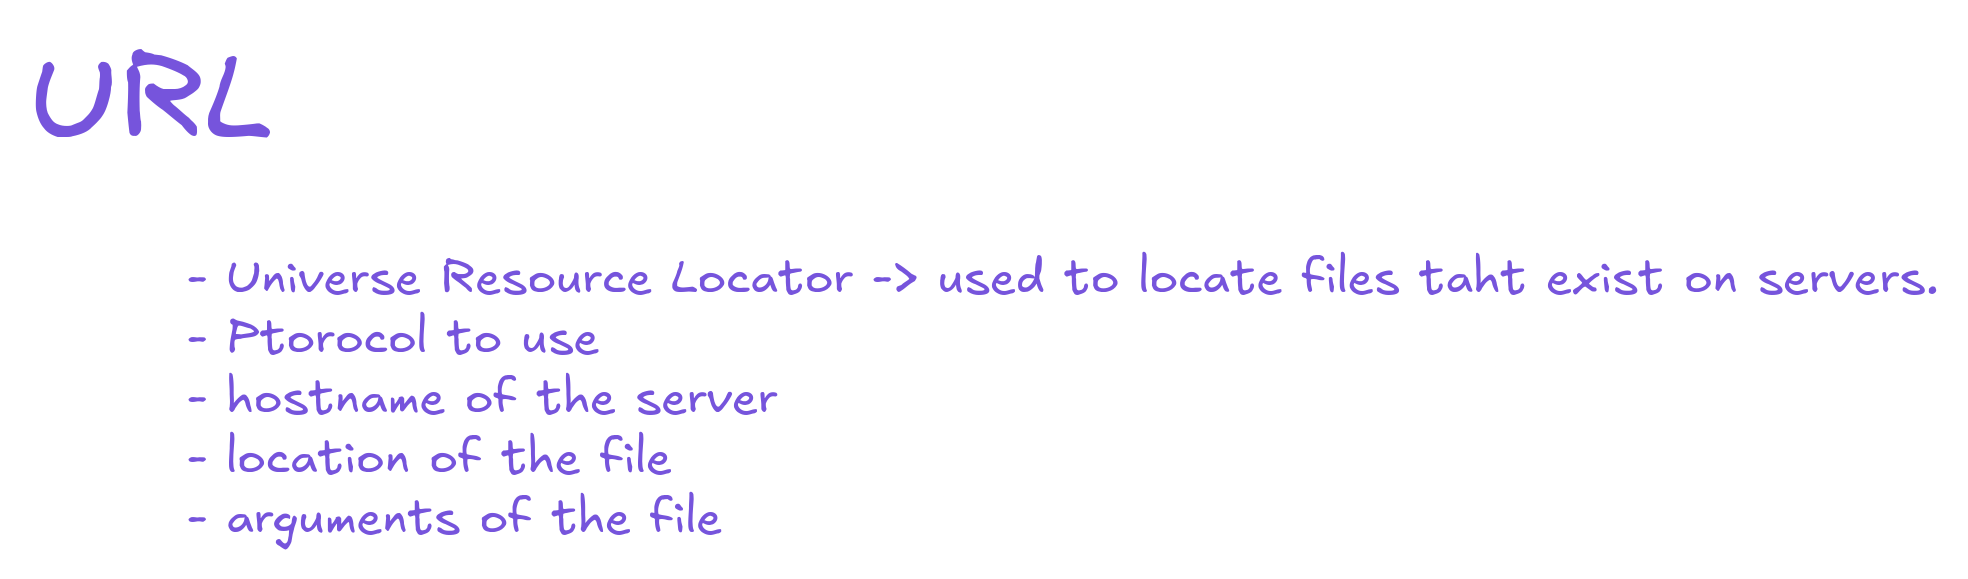 URL
- Universe Resource Locator -> used to locate files taht exist on servers.
- Ptorocol to use
- hostname of the server
- location of the file
- arguments of the file